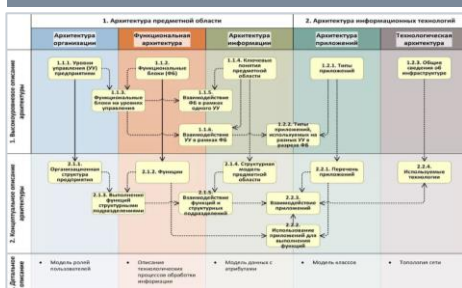 1. Архитектура предметной области
2. Архитектура информационных технологий
Архитектура
организации
Функциональная
архитектура
Архитектура
информации
Архитектура
приложений
Технологическая
архитектура
1. Высокоуровневое описание
архитектуры
1.1.1. Уровни
управления (УУ)
предприятием
1.1.2.
Функциональные
блоки (ФБ)
1.1.4. Ключевые
понятия
предметной
области
1.2.1. Типы
приложений
1.2.3. Общие
сведения об
инфраструктуре
1.1.3.
Функциональные
блоки на уровнях
управления
1.1.5.
Взаимодействие
ФБ в рамках
одного УУ
1.1.6.
Взаимодействие
УУ в рамках ФБ
2.2.2. Типы
приложений,
используемых на
разных УУ в
разрезе ФБ
2. Концептуальное описание
архитектуры
2.1.1.
Организационная
структура
предприятия
2.1.2. Функции
2.1.4. Структурная
модель
предметной
области
2.2.1. Перечень
приложений
2.2.4.
Используемые
технологии
2.1.3. Выполнение
функций
структурными
подразделениями
2.1.5.
Взаимодействие
функций и
структурных
подразделений
2.2.3.
Взаимодействие
приложений
2.2.2.
Использование
приложений для
выполнения
функций
Детальное
описание
• Модель ролей
пользователей
• Описание
технологических
процессов обработки
информации
• Модель данных с
атрибутами
• Модель классов
• Топология сети